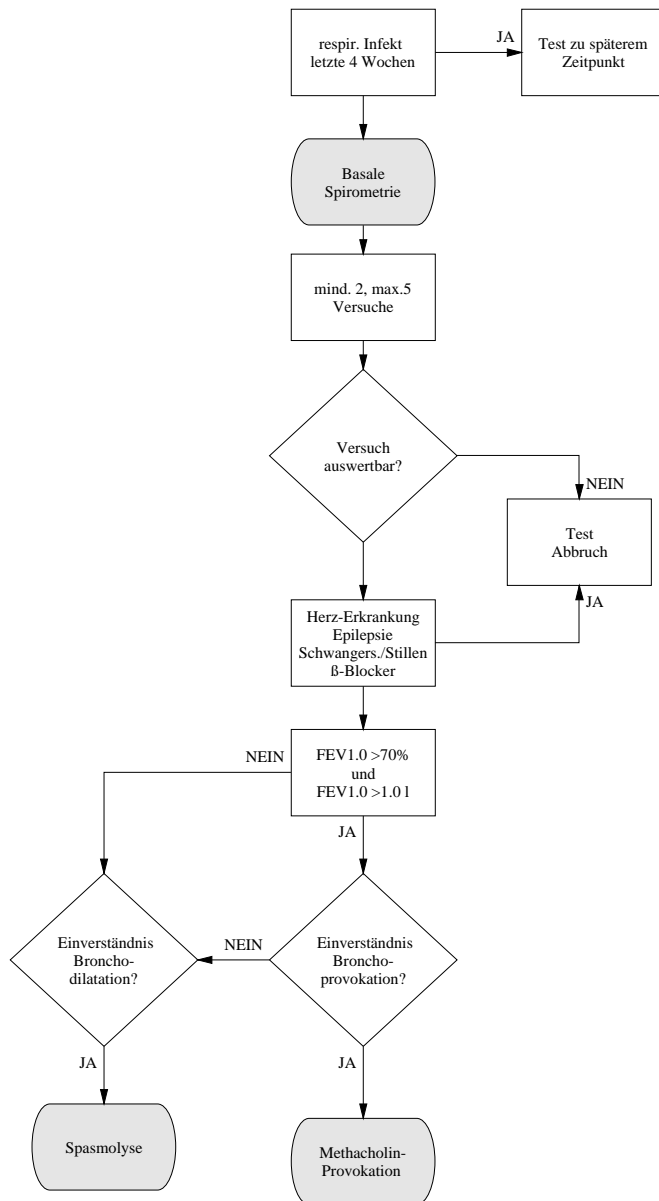 respir. Infekt
letzte 4 Wochen
JA
Test zu späterem
Zeitpunkt
Basale
Spirometrie
mind. 2, max.5
Versuche
Versuch
auswertbar?
NEIN
Test
Abbruch
JA
Herz-Erkrankung
Epilepsie
Schwangers./Stillen
ß-Blocker
NEIN
FEV1.0 >70%
und
FEV1.0 >1.0 l
JA
Einverständnis
Broncho-
dilatation?
NEIN
Einverständnis
Broncho-
provokation?
JA
JA
Spasmolyse
Methacholin-
Provokation